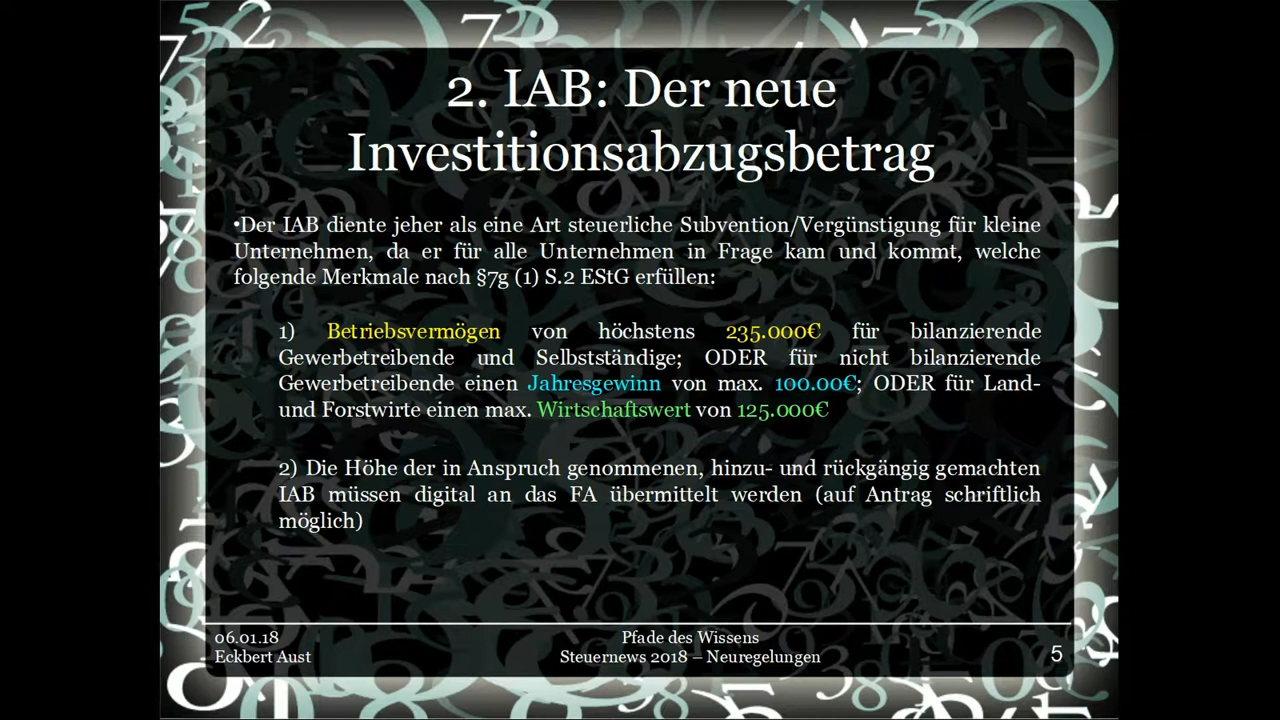 2. IAB: Der neue
Investitionsabzugsbetrag
•Der IAB diente jeher als eine Art steuerliche Subvention/Vergünstigung für kleine
Unternehmen, da er für alle Unternehmen in Frage kam und kommt, welche
folgende Merkmale nach §7g (1) S.2 EStG erfüllen:
1) Betriebsvermögen von höchstens 235.000€ für bilanzierende
Gewerbetreibende und Selbstständige; ODER für nicht bilanzierende
Gewerbetreibende einen Jahresgewinn von max. 100.00€; ODER für Land-
und Forstwirte einen max. Wirtschaftswert von 125.000€
2) Die Höhe der in Anspruch genommenen, hinzu- und rückgängig gemachten
IAB müssen digital an das FA übermittelt werden (auf Antrag schriftlich
möglich)
06.01.18
Eckbert Aust
Pfade des Wissens
Steuernews 2018 – Neuregelungen
5